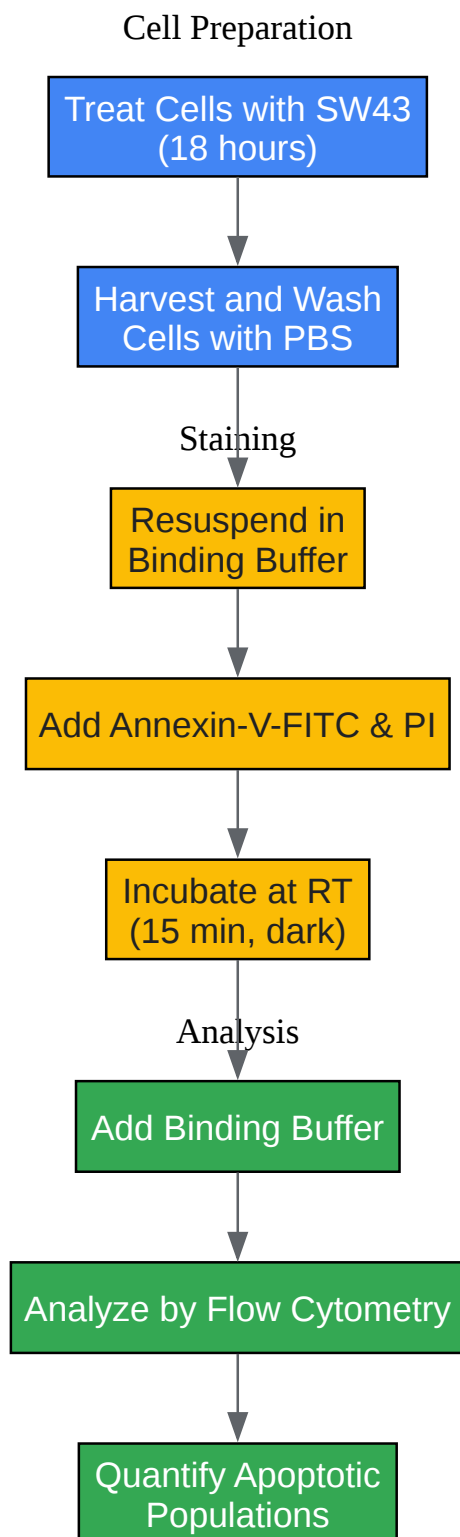 Cell Preparation
Treat Cells with SW43
(18 hours)
Harvest and Wash
Cells with PBS
Staining
Resuspend in
Binding Buffer
Add Annexin-V-FITC & PI
Incubate at RT
(15 min, dark)
Analysis
Add Binding Buffer
Analyze by Flow Cytometry
Quantify Apoptotic
Populations